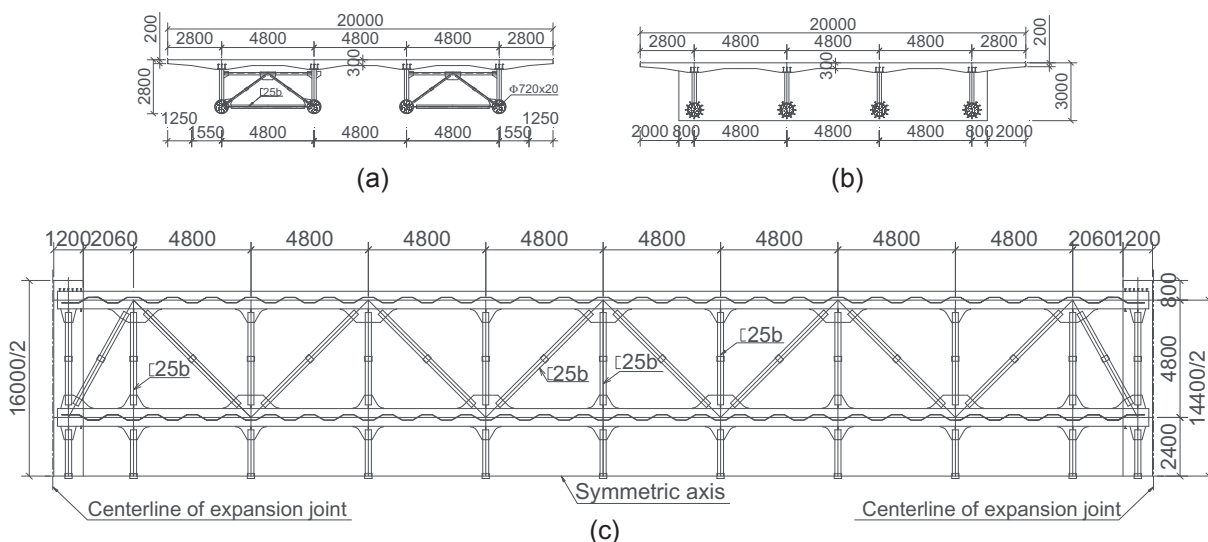 20000
2800 4800 4800 4800 2800
200
300
2800
⊏25b
Φ720x20
1250 1250
1550 4800 4800 4800 1550
(a)
20000
2800 4800 4800 4800 2800
200
300
3000
2000 800 4800 4800 4800 800 2000
(b)
1200 2060 4800 4800 4800 4800 4800 4800 4800 4800 2060 1200
16000/2
800
4800
2400
14400/2
⊏25b
⊏25b
⊏25b
⊏25b
Symmetric axis
Centerline of expansion joint
Centerline of expansion joint
(c)